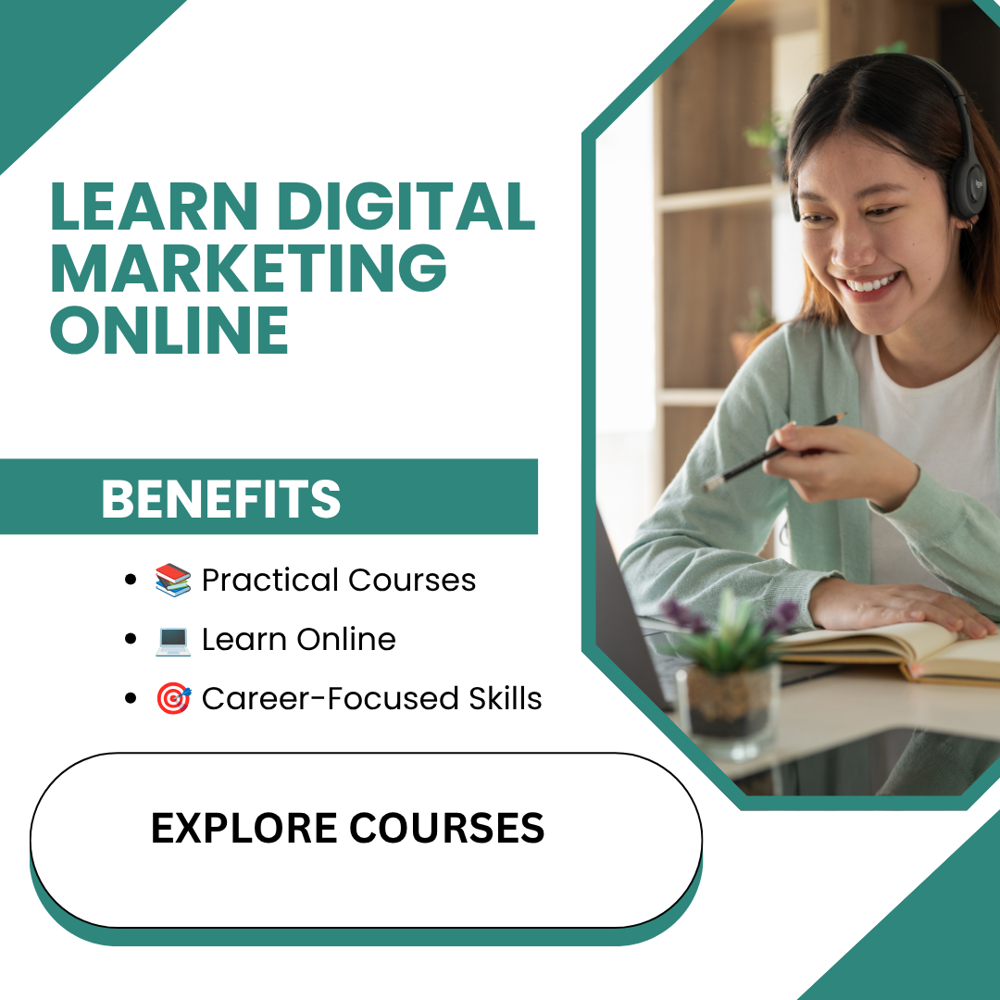 LEARN DIGITAL
MARKETING
ONLINE
BENEFITS
• 📚 Practical Courses
• 💻 Learn Online
• 🎯 Career-Focused Skills
EXPLORE COURSES